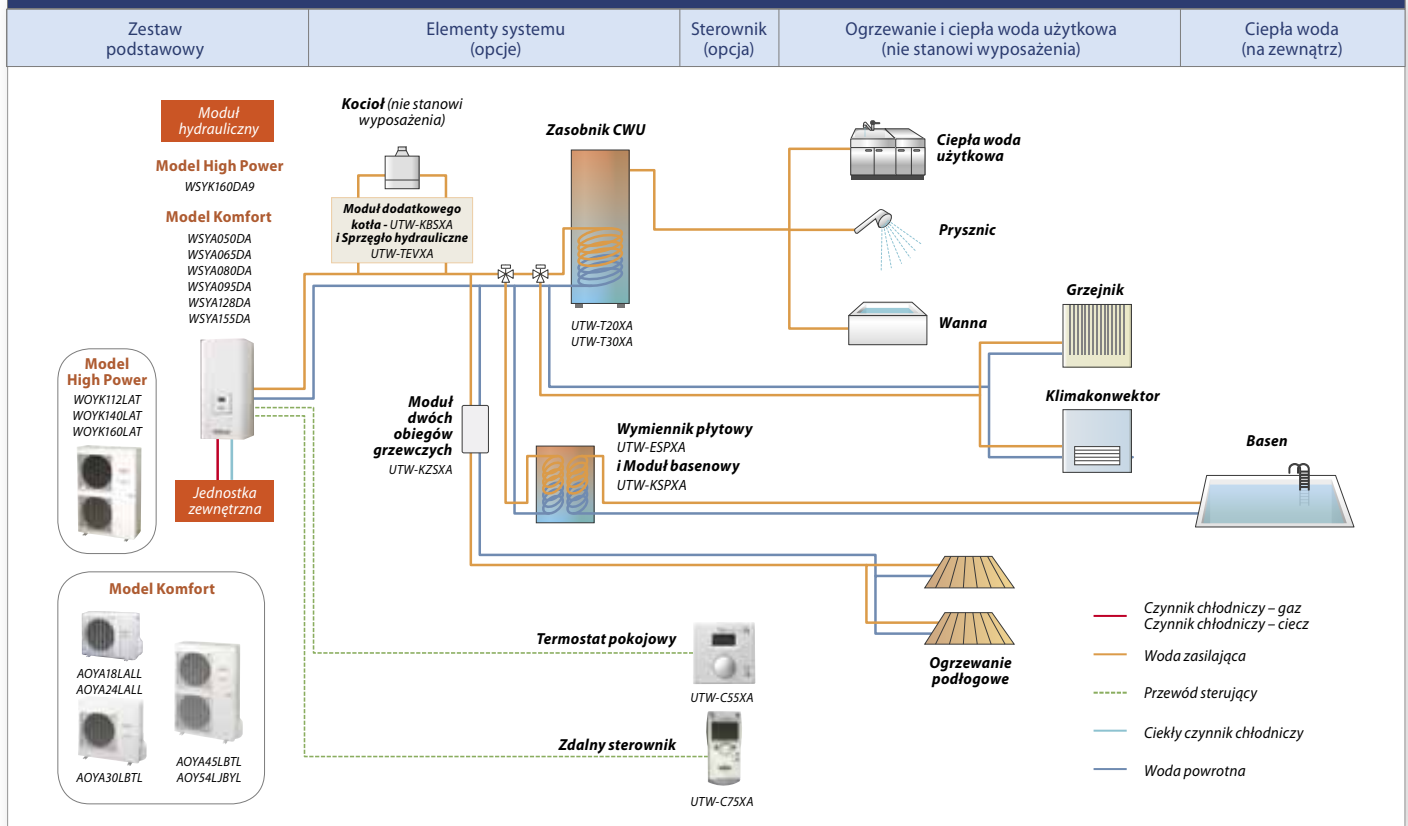 Zestaw
podstawowy
Elementy systemu
(opcje)
Sterownik
(opcja)
Ogrzewanie i ciepła woda użytkowa
(nie stanowi wyposażenia)
Ciepła woda
(na zewnątrz)
Moduł
hydrauliczny
Model High Power
WSYK160DA9
Model Komfort
WSYA050DA
WSYA065DA
WSYA080DA
WSYA095DA
WSYA128DA
WSYA155DA
Model
High Power
WOYK112LAT
WOYK140LAT
WOYK160LAT
Jednostka
zewnętrzna
Model Komfort
AOYA18LALL
AOYA24LALL
AOYA30LBTL
AOYA45LBTL
AOY54LJBYL
Kocioł (nie stanowi
wyposażenia)
Moduł dodatkowego
kotła - UTW-KBSXA
i Sprzęgło hydrauliczne
UTW-TEVXA
Zasobnik CWU
UTW-T20XA
UTW-T30XA
Moduł
dwóch
obiegów
grzewczych
UTW-KZSXA
Wymiennik płytowy
UTW-ESPXA
i Moduł basenowy
UTW-KSPXA
Termostat pokojowy
UTW-C55XA
Zdalny sterownik
UTW-C75XA
Ciepła woda
użytkowa
Prysznic
Wanna
Grzejnik
Klimakonwektor
Basen
Ogrzewanie
podłogowe
Czynnik chłodniczy – gaz
Czynnik chłodniczy – ciecz
Woda zasilająca
Przewód sterujący
Ciekły czynnik chłodniczy
Woda powrotna